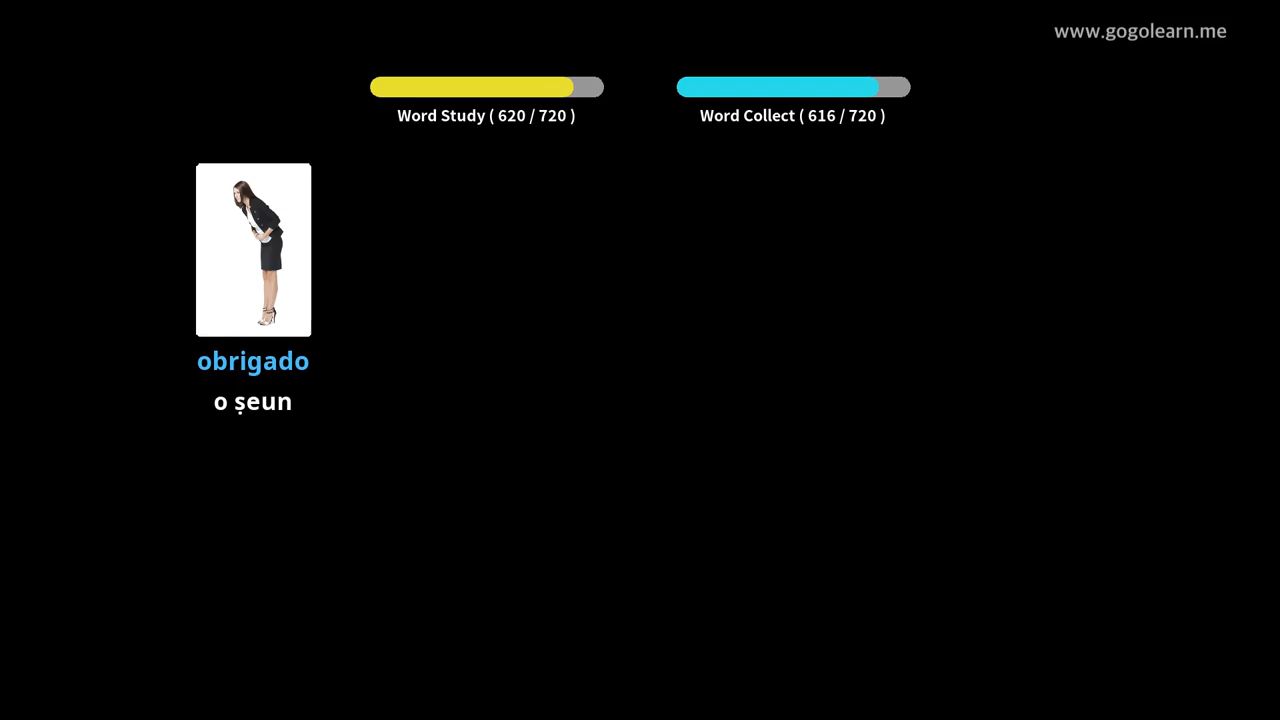 www.gogolearn.me
Word Study ( 620 / 720 )
Word Collect ( 616 / 720 )
obrigado
o ṣeun